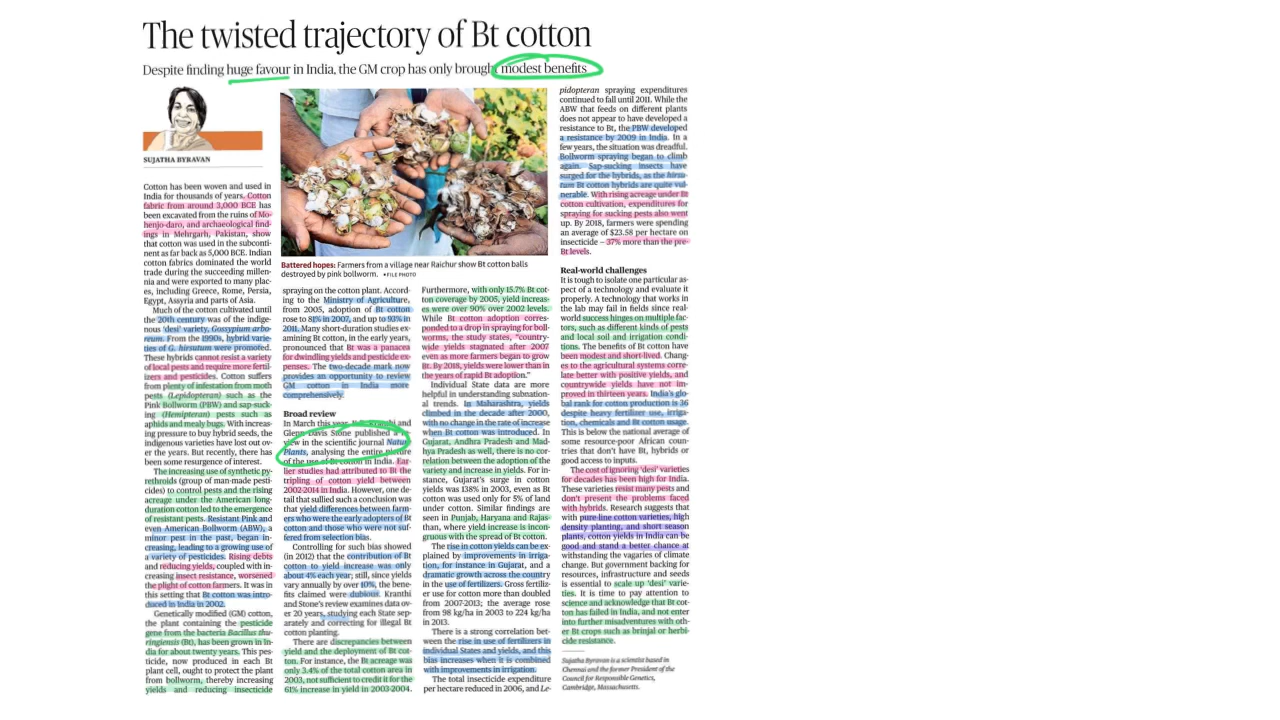 The twisted trajectory of Bt cotton
Despite finding huge favour in India, the GM crop has only brought modest benefits
SUJATHA BYRAVAN
Cotton has been woven and used in
India for thousands of years. Cotton
fabric from around 3,000 BCE has
been excavated from the ruins of Mo-
henjo-daro, and archaeological find-
ings in Mehrgarh, Pakistan, show
that cotton was used in the subconti-
nent as far back as 5,000 BCE. Indian
cotton fabrics dominated the world
trade during the succeeding millen-
nia and were exported to many plac-
es, including Greece, Rome, Persia,
Egypt, Assyria and parts of Asia.
Much of the cotton cultivated until
the 20th century was of the indige-
nous 'desi' variety, Gossypium arbo-
reum. From the 1990s, hybrid varie-
ties of G. hirsutum were promoted.
These hybrids cannot resist a variety
of local pests and require more fertil-
izers and pesticides. Cotton suffers
from plenty of infestation from moth
pests (Lepidopteran) such as the
Pink Bollworm (PBW) and sap-suck-
ing (Hemipteran) pests such as
aphids and mealy bugs. With increas-
ing pressure to buy hybrid seeds, the
indigenous varieties have lost out ov-
er the years. But recently, there has
been some resurgence of interest.
The increasing use of synthetic py-
rethroids (group of man-made pesti-
cides) to control pests and the rising
acreage under the American long-
duration cotton led to the emergence
of resistant pests. Resistant Pink and
even American Bollworm (ABW), a
minor pest in the past, began in-
creasing, leading to a growing use of
a variety of pesticides. Rising debts
and reducing yields, coupled with in-
creasing insect resistance, worsened
the plight of cotton farmers. It was in
this setting that Bt cotton was intro-
duced in India in 2002.
Genetically modified (GM) cotton,
the plant containing the pesticide
gene from the bacteria Bacillus thu-
ringiensis (Bt), has been grown in In-
dia for about twenty years. This pes-
ticide, now produced in each Bt
plant cell, ought to protect the plant
from bollworm, thereby increasing
yields and reducing insecticide
Battered hopes: Farmers from a village near Raichur show Bt cotton balls
destroyed by pink bollworm. •FILE PHOTO
spraying on the cotton plant. Accord-
ing to the Ministry of Agriculture,
from 2005, adoption of Bt cotton
rose to 81% in 2007, and up to 93% in
2011. Many short-duration studies ex-
amining Bt cotton, in the early years,
pronounced that Bt was a panacea
for dwindling yields and pesticide ex-
penses. The two-decade mark now
provides an opportunity to review
GM cotton in India more
comprehensively.
Broad review
In March this year, Kranthi and
Glenn Davis Stone published a re-
view in the scientific journal Nature
Plants, analysing the entire picture
of the use of Bt cotton in India. Ear-
lier studies had attributed to Bt the
tripling of cotton yield between
2002-2014 in India. However, one de-
tail that sullied such a conclusion was
that yield differences between farm-
ers who were the early adopters of Bt
cotton and those who were not suf-
fered from selection bias.
Controlling for such bias showed
(in 2012) that the contribution of Bt
cotton to yield increase was only
about 4% each year; still, since yields
vary annually by over 10%, the bene-
fits claimed were dubious. Kranthi
and Stone's review examines data ov-
er 20 years, studying each State sep-
arately and correcting for illegal Bt
cotton planting.
There are discrepancies between
yield and the deployment of Bt cot-
ton. For instance, the Bt acreage was
only 3.4% of the total cotton area in
2003, not sufficient to credit it for the
61% increase in yield in 2003-2004.
Furthermore, with only 15.7% Bt cot-
ton coverage by 2005, yield increas-
es were over 90% over 2002 levels.
While Bt cotton adoption corres-
ponded to a drop in spraying for boll-
worms, the study states, "country-
wide yields stagnated after 2007
even as more farmers began to grow
Bt. By 2018, yields were lower than in
the years of rapid Bt adoption."
Individual State data are more
helpful in understanding subnation-
al trends. In Maharashtra, yields
climbed in the decade after 2000,
with no change in the rate of increase
when Bt cotton was introduced. In
Gujarat, Andhra Pradesh and Mad-
hya Pradesh as well, there is no cor-
relation between the adoption of the
variety and increase in yields. For in-
stance, Gujarat's surge in cotton
yields was 138% in 2003, even as Bt
cotton was used only for 5% of land
under cotton. Similar findings are
seen in Punjab, Haryana and Rajas-
than, where yield increase is incon-
gruous with the spread of Bt cotton.
The rise in cotton yields can be ex-
plained by improvements in irriga-
tion, for instance in Gujarat, and a
dramatic growth across the country
in the use of fertilizers. Gross fertiliz-
er use for cotton more than doubled
from 2007-2013; the average rose
from 98 kg/ha in 2003 to 224 kg/ha
in 2013.
There is a strong correlation bet-
ween the rise in use of fertilizers in
individual States and yields, and this
bias increases when it is combined
with improvements in irrigation.
The total insecticide expenditure
per hectare reduced in 2006, and Le-
pidopteran spraying expenditures
continued to fall until 2011. While the
ABW that feeds on different plants
does not appear to have developed a
resistance to Bt, the PBW developed
a resistance by 2009 in India. In a
few years, the situation was dreadful.
Bollworm spraying began to climb
again. Sap-sucking insects have
surged for the hybrids, as the hirsu-
tum Bt cotton hybrids are quite vul-
nerable. With rising acreage under Bt
cotton cultivation, expenditures for
spraying for sucking pests also went
up. By 2018, farmers were spending
an average of $23.58 per hectare on
insecticide – 37% more than the pre-
Bt levels.
Real-world challenges
It is tough to isolate one particular as-
pect of a technology and evaluate it
properly. A technology that works in
the lab may fail in fields since real-
world success hinges on multiple fac-
tors, such as different kinds of pests
and local soil and irrigation condi-
tions. The benefits of Bt cotton have
been modest and short-lived. Chang-
es to the agricultural systems corre-
late better with positive yields, and
countrywide yields have not im-
proved in thirteen years. India's glo-
bal rank for cotton production is 36
despite heavy fertilizer use, irriga-
tion, chemicals and Bt cotton usage.
This is below the national average of
some resource-poor African coun-
tries that don't have Bt, hybrids or
good access to inputs.
The cost of ignoring 'desi' varieties
for decades has been high for India.
These varieties resist many pests and
don't present the problems faced
with hybrids. Research suggests that
with pure-line cotton varieties, high
density planting, and short season
plants, cotton yields in India can be
good and stand a better chance at
withstanding the vagaries of climate
change. But government backing for
resources, infrastructure and seeds
is essential to scale up 'desi' varie-
ties. It is time to pay attention to
science and acknowledge that Bt cot-
ton has failed in India, and not enter
into further misadventures with oth-
er Bt crops such as brinjal or herbi-
cide resistance.
Sujatha Byravan is a scientist based in
Chennai and the former President of the
Council for Responsible Genetics,
Cambridge, Massachusetts.